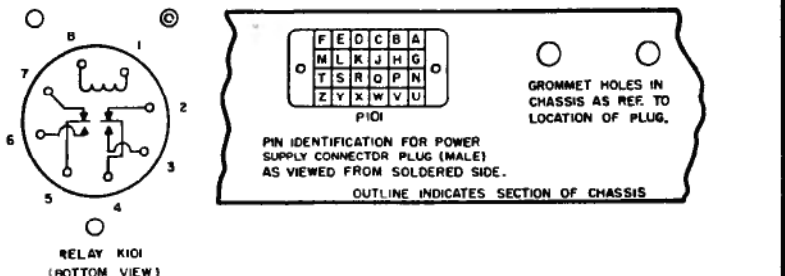 ©
8 1
7 2
6 3
5 4
RELAY K101
(BOTTOM VIEW)
F E D C B A
M L K J H G
T S R Q P N
Z Y X W V U
P101
PIN IDENTIFICATION FOR POWER
SUPPLY CONNECTOR PLUG (MALE)
AS VIEWED FROM SOLDERED SIDE.
GROMMET HOLES IN
CHASSIS AS REF. TO
LOCATION OF PLUG.
OUTLINE INDICATES SECTION OF CHASSIS